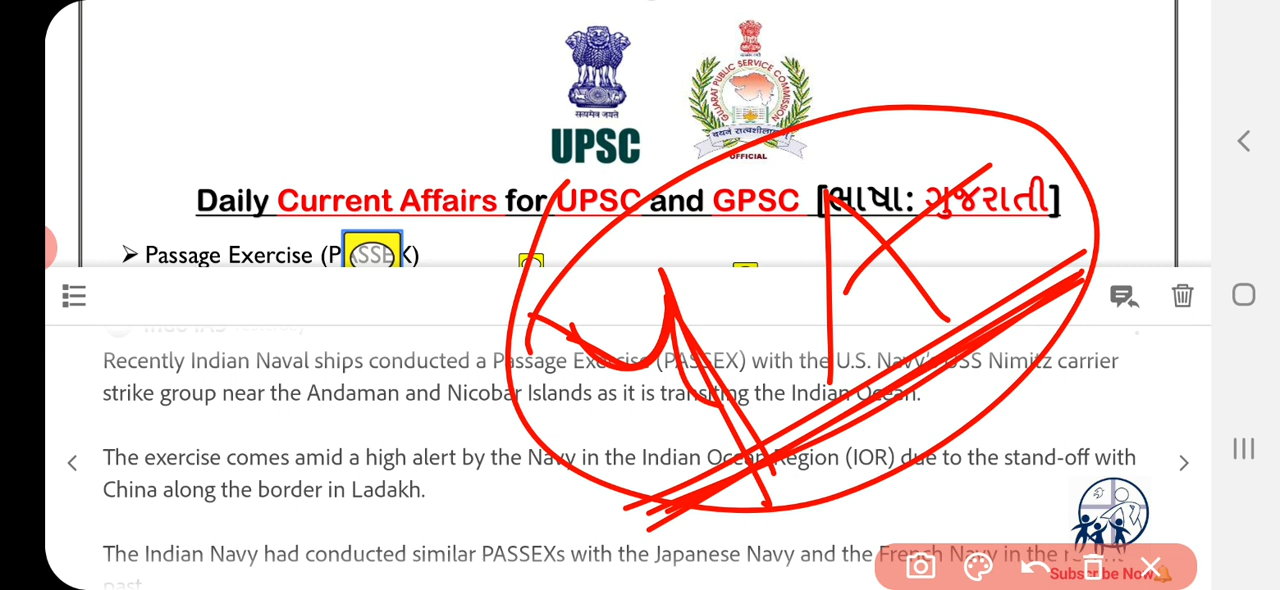 सत्यमेव जयते
UPSC
GUJARAT PUBLIC SERVICE COMMISSION
OFFICIAL
Daily Current Affairs for UPSC and GPSC [ભાષા: ગુજરાતી]
➢ Passage Exercise (PASSEX)
Recently Indian Naval ships conducted a Passage Exercise (PASSEX) with the U.S. Navy's USS Nimitz carrier
strike group near the Andaman and Nicobar Islands as it is transiting the Indian Ocean.
The exercise comes amid a high alert by the Navy in the Indian Ocean Region (IOR) due to the stand-off with
China along the border in Ladakh.
The Indian Navy had conducted similar PASSEXs with the Japanese Navy and the French Navy in the recent
past.
Subscribe Now